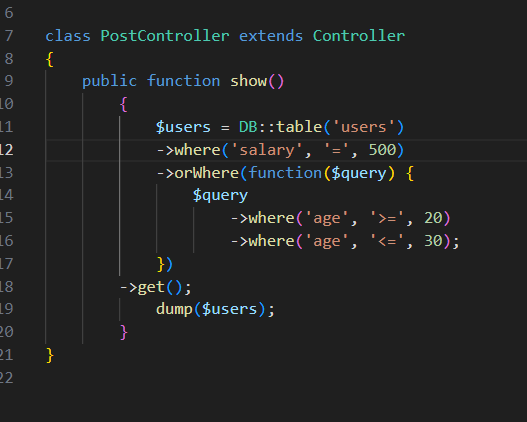 6
7 class PostController extends Controller
8 {
9     public function show()
10         {
11             $users = DB::table('users')
12             ->where('salary', '=', 500)
13             ->orWhere(function($query) {
14                 $query
15                     ->where('age', '>=', 20)
16                     ->where('age', '<=', 30);
17             })
18         ->get();
19             dump($users);
20         }
21 }
22